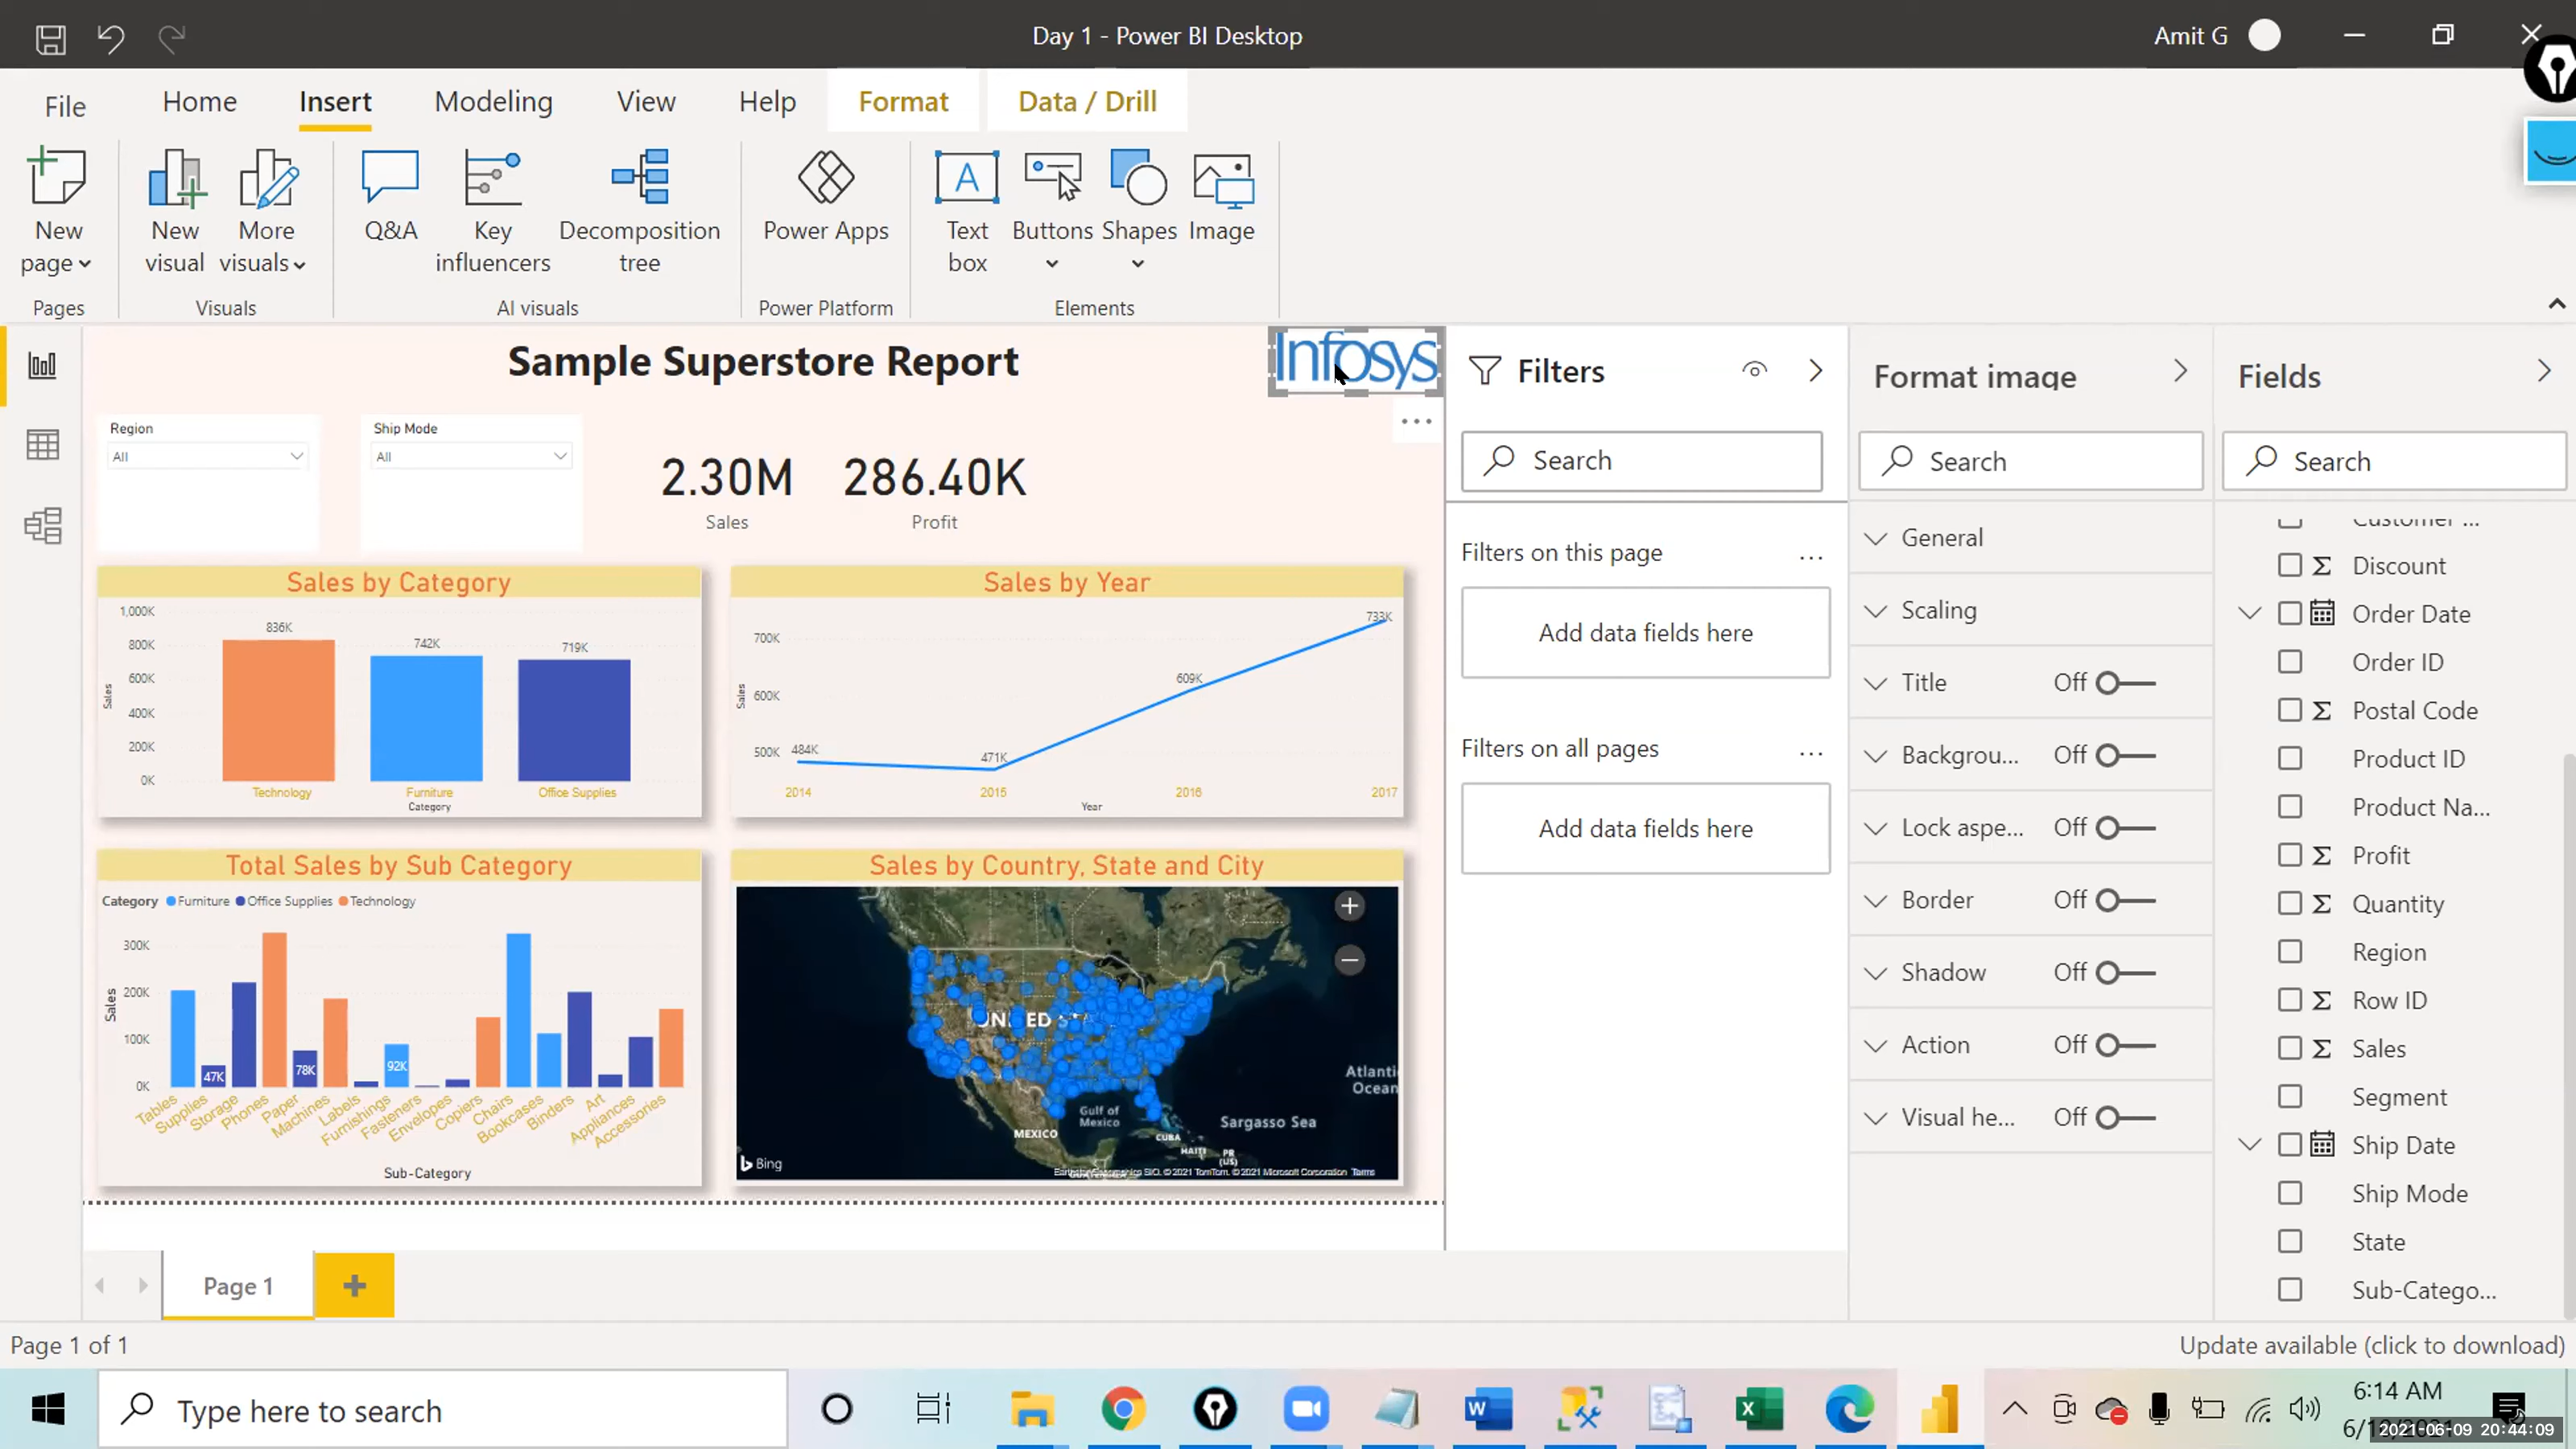 Day 1 - Power BI Desktop
Amit G
File
Home
Insert
Modeling
View
Help
Format
Data / Drill
New page
New visual
More visuals
Q&A
Key influencers
Decomposition tree
Power Apps
Text box
Buttons
Shapes
Image
Pages
Visuals
AI visuals
Power Platform
Elements
Sample Superstore Report
Infosys
Region
All
Ship Mode
All
2.30M
Sales
286.40K
Profit
Sales by Category
1,000K
800K
600K
400K
200K
0K
Sales
836K
742K
719K
Technology
Furniture
Office Supplies
Category
Sales by Year
700K
600K
500K
Sales
484K
471K
609K
733K
2014
2015
2016
2017
Year
Total Sales by Sub Category
Category Furniture Office Supplies Technology
300K
200K
100K
0K
Sales
47K
78K
92K
Tables
Supplies
Storage
Phones
Paper
Machines
Labels
Furnishings
Fasteners
Envelopes
Copiers
Chairs
Bookcases
Binders
Art
Appliances
Accessories
Sub-Category
Sales by Country, State and City
UNITED
Atlantic
Ocean
Gulf of
Mexico
Sargasso Sea
MEXICO
CUBA
HAITI
PR
(US)
Bing
© 2021 TomTom, © 2021 Microsoft Corporation Terms
Filters
Search
Filters on this page
...
Add data fields here
Filters on all pages
...
Add data fields here
Format image
Search
General
Scaling
Title Off
Backgrou... Off
Lock aspe... Off
Border Off
Shadow Off
Action Off
Visual he... Off
Fields
Search
Customer ...
Discount
Order Date
Order ID
Postal Code
Product ID
Product Na...
Profit
Quantity
Region
Row ID
Sales
Segment
Ship Date
Ship Mode
State
Sub-Catego...
Page 1
Page 1 of 1
Update available (click to download)
Type here to search
6:14 AM
2021-06-09 20:44:09